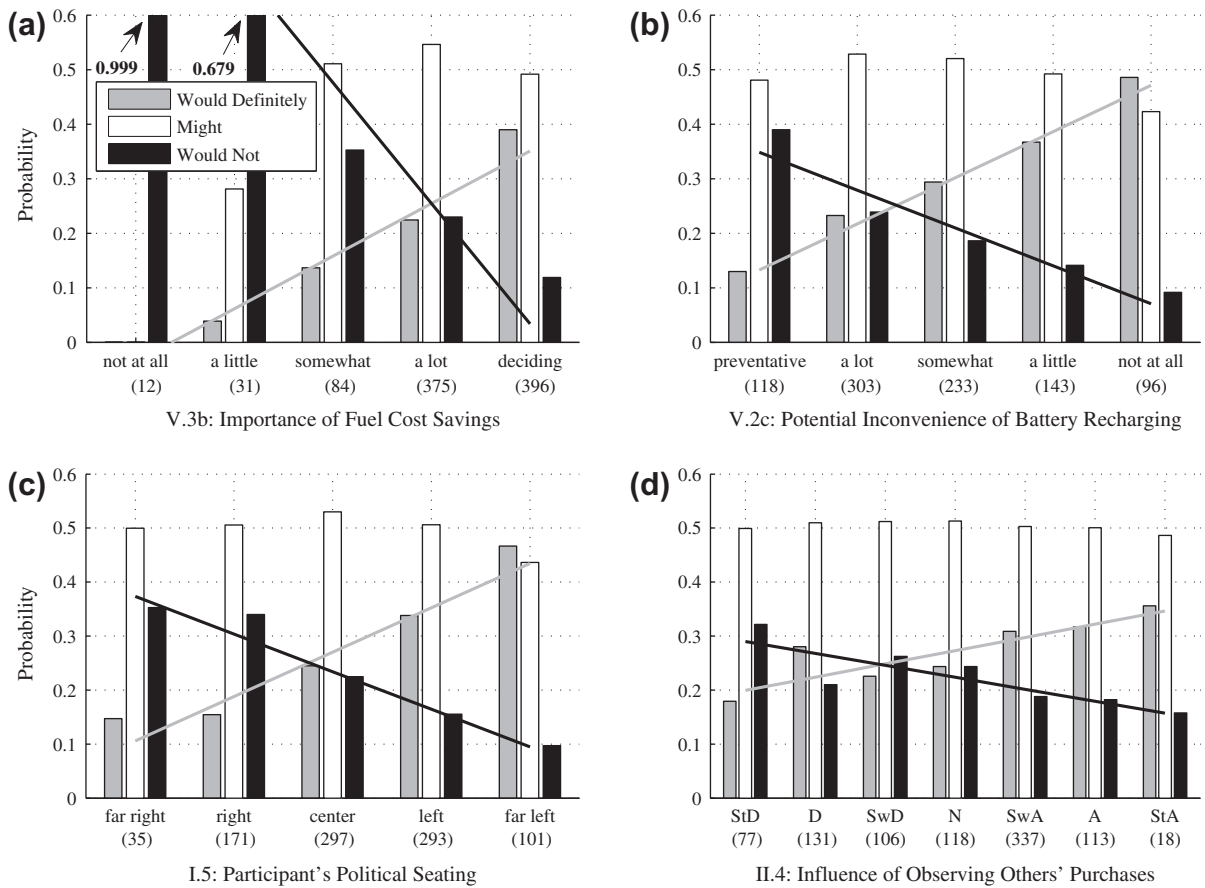 (a)
0.6
0.5
0.4
0.3
0.2
0.1
0
Probability
0.999
0.679
Would Definitely
Might
Would Not
not at all a little somewhat a lot deciding
(12) (31) (84) (375) (396)
V.3b: Importance of Fuel Cost Savings
(b)
0.6
0.5
0.4
0.3
0.2
0.1
0
preventative a lot somewhat a little not at all
(118) (303) (233) (143) (96)
V.2c: Potential Inconvenience of Battery Recharging
(c)
0.6
0.5
0.4
0.3
0.2
0.1
0
Probability
far right right center left far left
(35) (171) (297) (293) (101)
I.5: Participant's Political Seating
(d)
0.6
0.5
0.4
0.3
0.2
0.1
0
StD D SwD N SwA A StA
(77) (131) (106) (118) (337) (113) (18)
II.4: Influence of Observing Others' Purchases